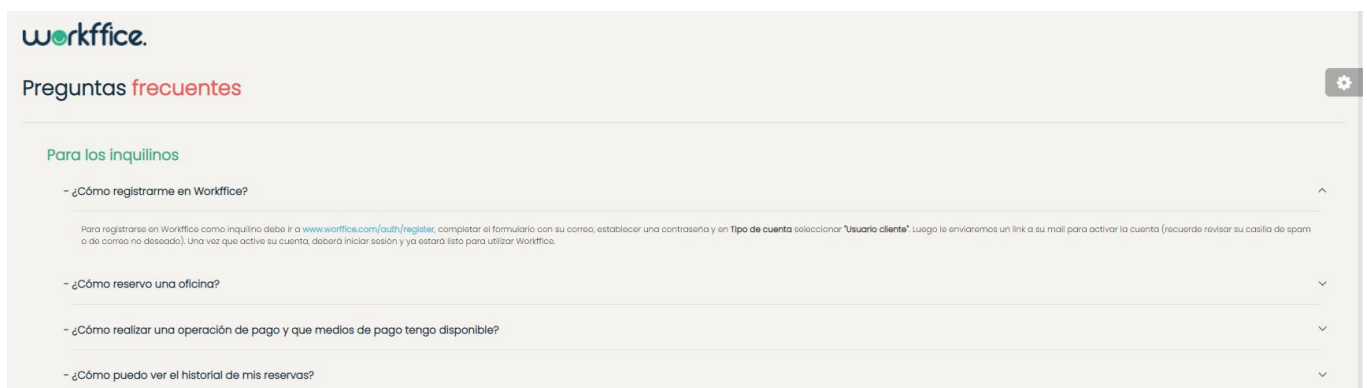 workffice.
Preguntas frecuentes
Para los inquilinos
- ¿Cómo registrarme en Workffice?
Para registrarse en Workffice como inquilino debe ir a www.worffice.com/auth/register, completar el formulario con su correo, establecer una contraseña y en Tipo de cuenta seleccionar "Usuario cliente". Luego le enviaremos un link a su mail para activar la cuenta (recuerde revisar su casilla de spam
o de correo no deseado). Una vez que active su cuenta, deberá iniciar sesión y ya estará listo para utilizar Workffice.
- ¿Cómo reservo una oficina?
- ¿Cómo realizar una operación de pago y que medios de pago tengo disponible?
- ¿Cómo puedo ver el historial de mis reservas?